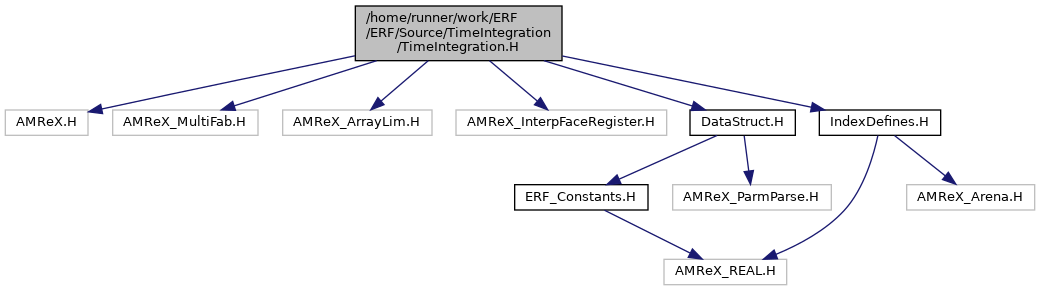 /home/runner/work/ERF
/ERF/Source/TimeIntegration
/TimeIntegration.H
AMReX.H
AMReX_MultiFab.H
AMReX_ArrayLim.H
AMReX_InterpFaceRegister.H
DataStruct.H
IndexDefines.H
ERF_Constants.H
AMReX_ParmParse.H
AMReX_Arena.H
AMReX_REAL.H